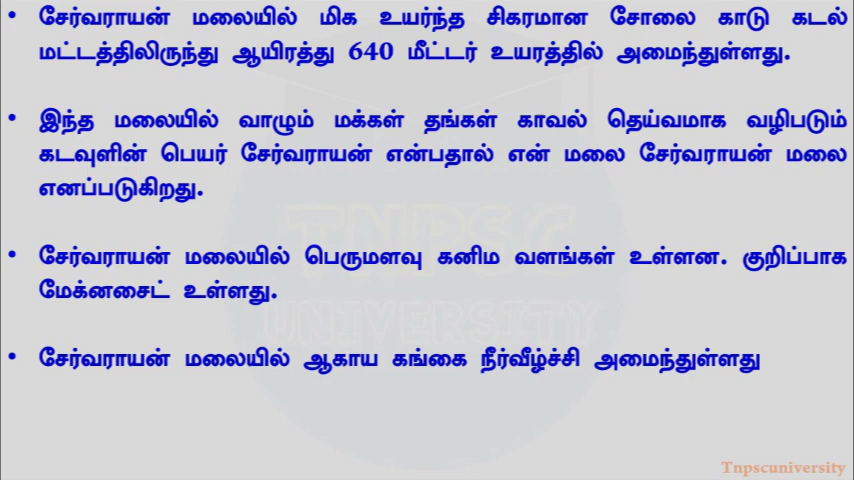 • சேர்வராயன் மலையில் மிக உயர்ந்த சிகரமான சோலை காடு கடல்
மட்டத்திலிருந்து ஆயிரத்து 640 மீட்டர் உயரத்தில் அமைந்துள்ளது.
• இந்த மலையில் வாழும் மக்கள் தங்கள் காவல் தெய்வமாக வழிபடும்
கடவுளின் பெயர் சேர்வராயன் என்பதால் என் மலை சேர்வராயன் மலை
எனப்படுகிறது.
• சேர்வராயன் மலையில் பெருமளவு கனிம வளங்கள் உள்ளன. குறிப்பாக
மேக்னசைட் உள்ளது.
• சேர்வராயன் மலையில் ஆகாய கங்கை நீர்வீழ்ச்சி அமைந்துள்ளது
TNPSC
UNIVERSITY
Tnpscuniversity